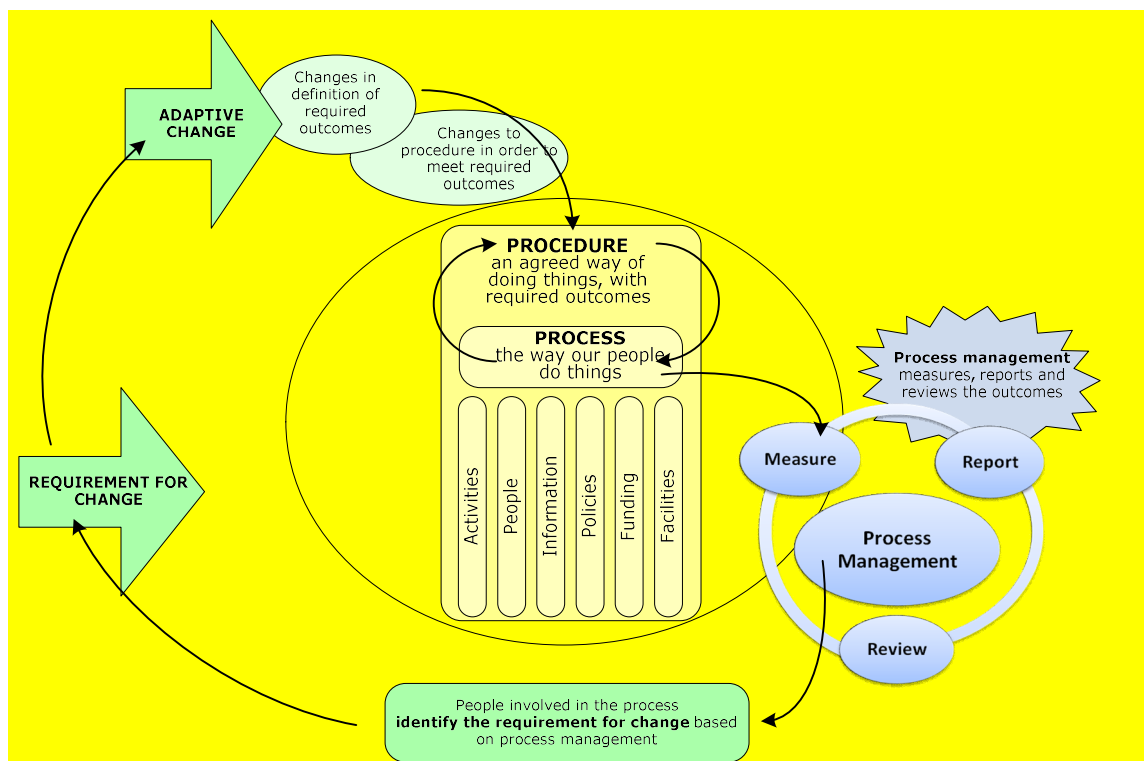 ADAPTIVE
CHANGE
Changes in
definition of
required
outcomes
Changes to
procedure in order to
meet required
outcomes
PROCEDURE
an agreed way of
doing things, with
required outcomes
PROCESS
the way our people
do things
Activities
People
Information
Policies
Funding
Facilities
Process management
measures, reports and
reviews the outcomes
Measure
Report
Process
Management
Review
REQUIREMENT FOR
CHANGE
People involved in the process
identify the requirement for change based
on process management